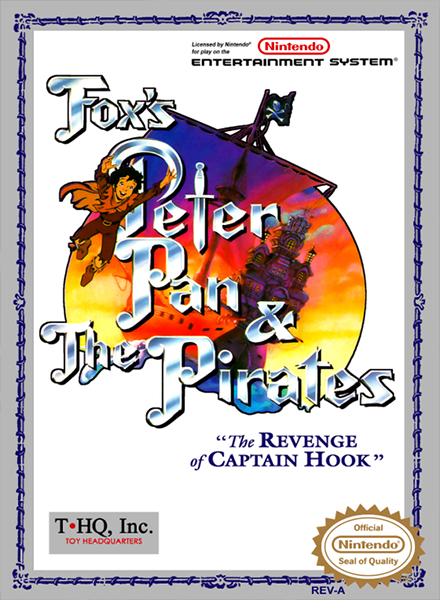 Licensed by Nintendo®
for play on the
Nintendo®
ENTERTAINMENT SYSTEM®
Fox's
Peter
Pan &
The Pirates
"The REVENGE
of CAPTAIN HOOK"
T•HQ, Inc.
TOY HEADQUARTERS
Official
Nintendo
Seal of Quality
REV-A